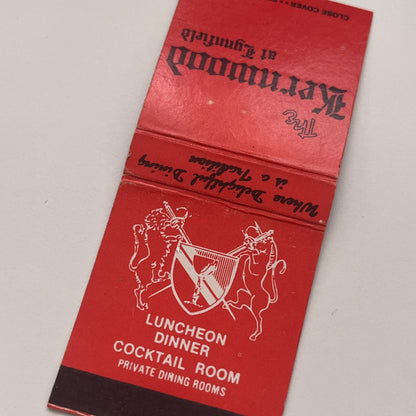 LUNCHEON
DINNER
COCKTAIL ROOM
PRIVATE DINING ROOMS
Where Delightful Dining
is a Tradition
The
Kernwood
at Lynnfield
CLOSE COVER